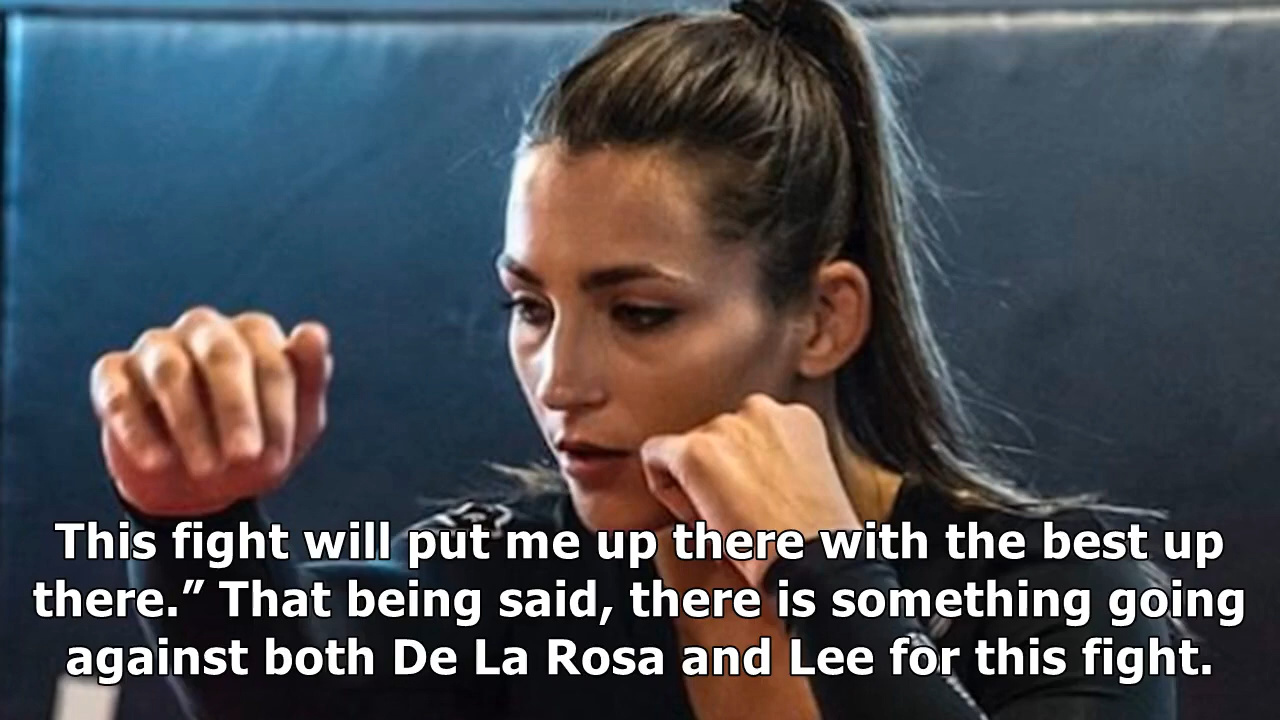 This fight will put me up there with the best up
there.” That being said, there is something going
against both De La Rosa and Lee for this fight.